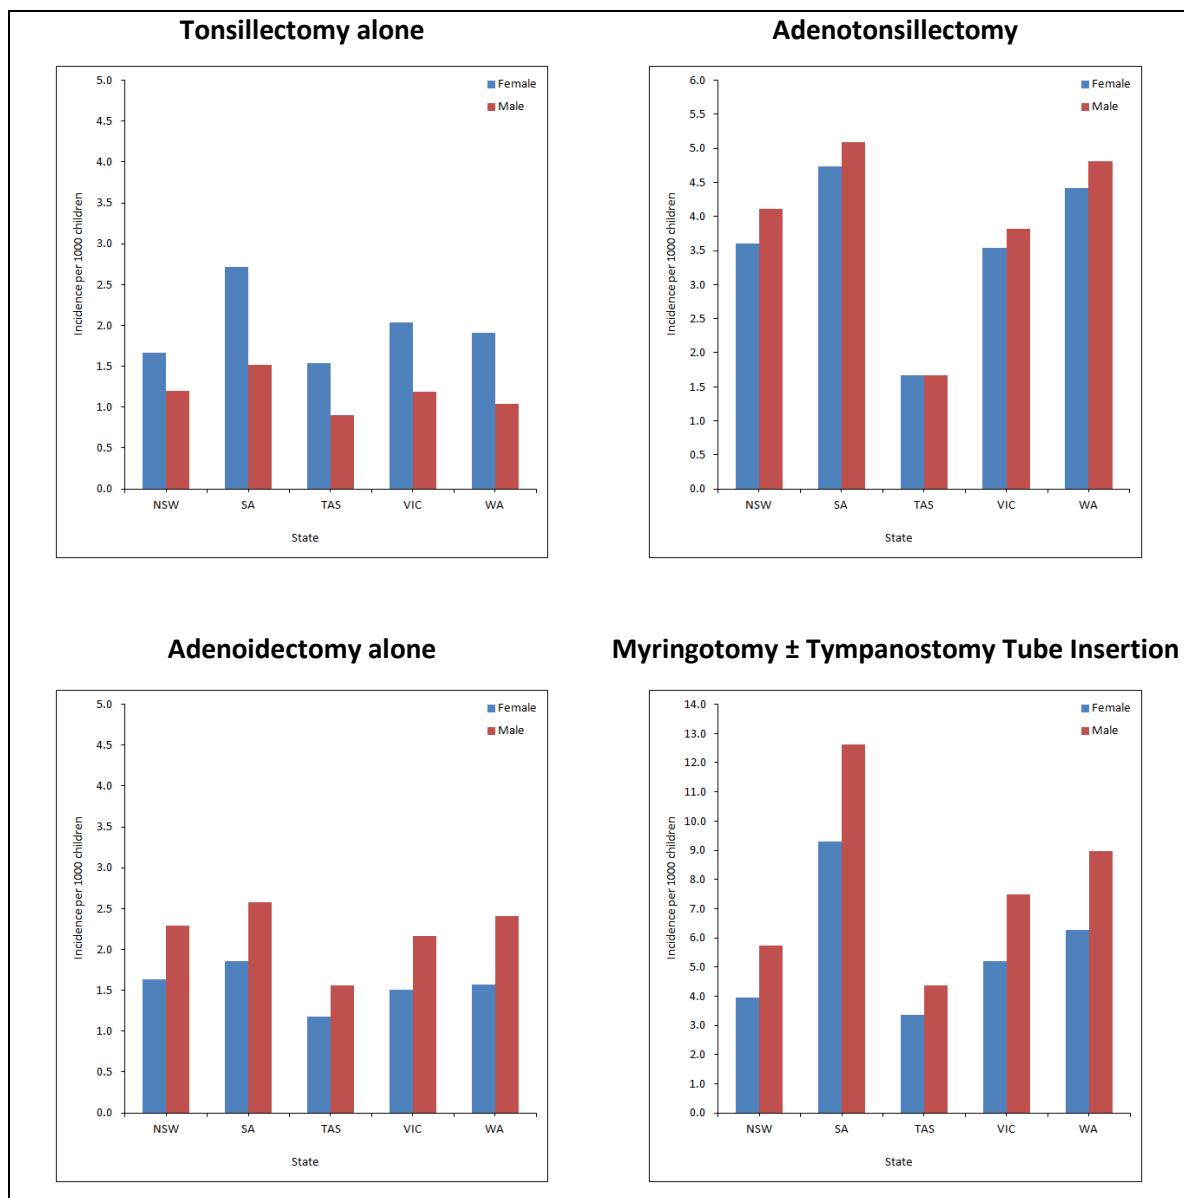 Tonsillectomy alone
5.0
4.5
4.0
3.5
3.0
2.5
2.0
1.5
1.0
0.5
0.0
Incidence per 1000 children
Female
Male
NSW SA TAS VIC WA
State
Adenotonsillectomy
6.0
5.5
5.0
4.5
4.0
3.5
3.0
2.5
2.0
1.5
1.0
0.5
0.0
Incidence per 1000 children
Female
Male
NSW SA TAS VIC WA
State
Adenoidectomy alone
5.0
4.5
4.0
3.5
3.0
2.5
2.0
1.5
1.0
0.5
0.0
Incidence per 1000 children
Female
Male
NSW SA TAS VIC WA
State
Myringotomy ± Tympanostomy Tube Insertion
14.0
13.0
12.0
11.0
10.0
9.0
8.0
7.0
6.0
5.0
4.0
3.0
2.0
1.0
0.0
Incidence per 1000 children
Female
Male
NSW SA TAS VIC WA
State